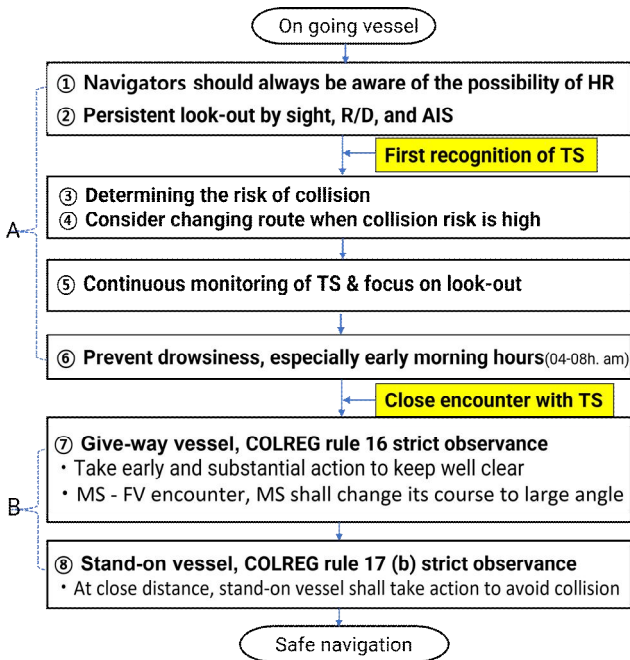 On going vessel
① Navigators should always be aware of the possibility of HR
② Persistent look-out by sight, R/D, and AIS
First recognition of TS
③ Determining the risk of collision
④ Consider changing route when collision risk is high
A
⑤ Continuous monitoring of TS & focus on look-out
⑥ Prevent drowsiness, especially early morning hours(04-08h. am)
Close encounter with TS
⑦ Give-way vessel, COLREG rule 16 strict observance
· Take early and substantial action to keep well clear
· MS - FV encounter, MS shall change its course to large angle
B
⑧ Stand-on vessel, COLREG rule 17 (b) strict observance
· At close distance, stand-on vessel shall take action to avoid collision
Safe navigation